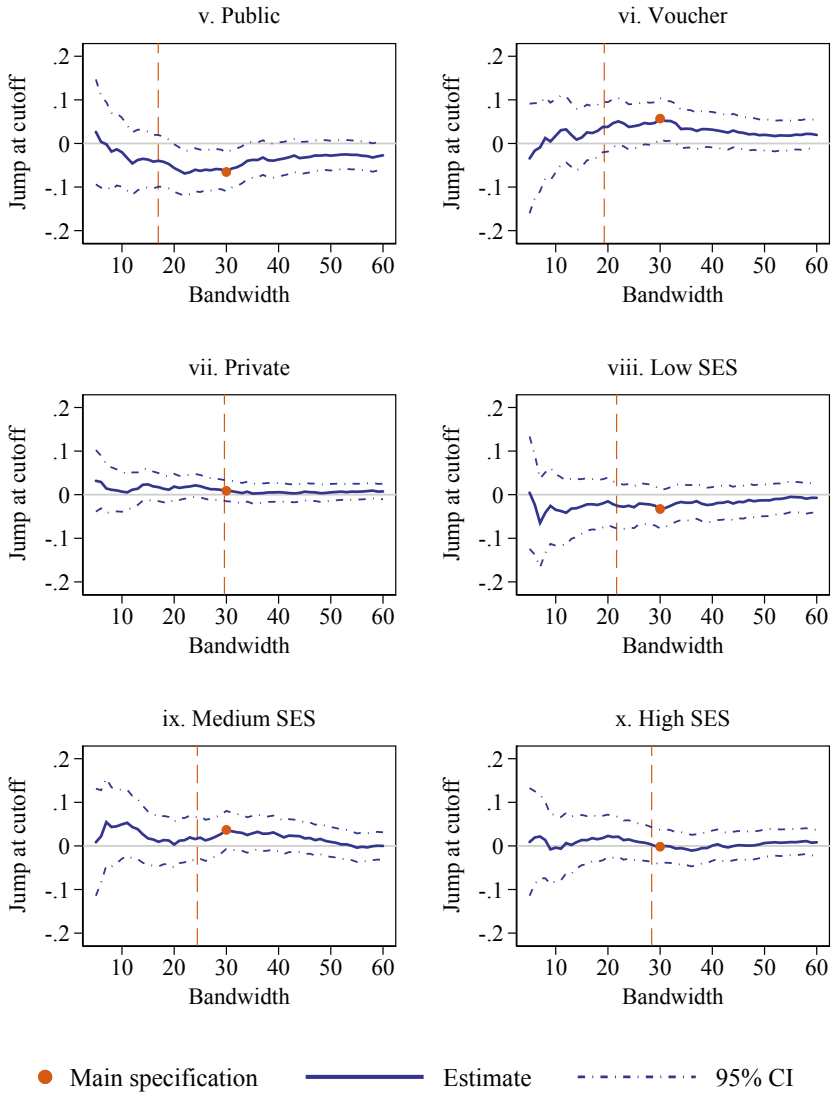 v. Public
vi. Voucher
Jump at cutoff
.2
.1
0
-.1
-.2
10 20 30 40 50 60
Bandwidth
Jump at cutoff
.2
.1
0
-.1
-.2
10 20 30 40 50 60
Bandwidth
vii. Private
viii. Low SES
Jump at cutoff
.2
.1
0
-.1
-.2
10 20 30 40 50 60
Bandwidth
Jump at cutoff
.2
.1
0
-.1
-.2
10 20 30 40 50 60
Bandwidth
ix. Medium SES
x. High SES
Jump at cutoff
.2
.1
0
-.1
-.2
10 20 30 40 50 60
Bandwidth
Jump at cutoff
.2
.1
0
-.1
-.2
10 20 30 40 50 60
Bandwidth
Main specification Estimate 95% CI